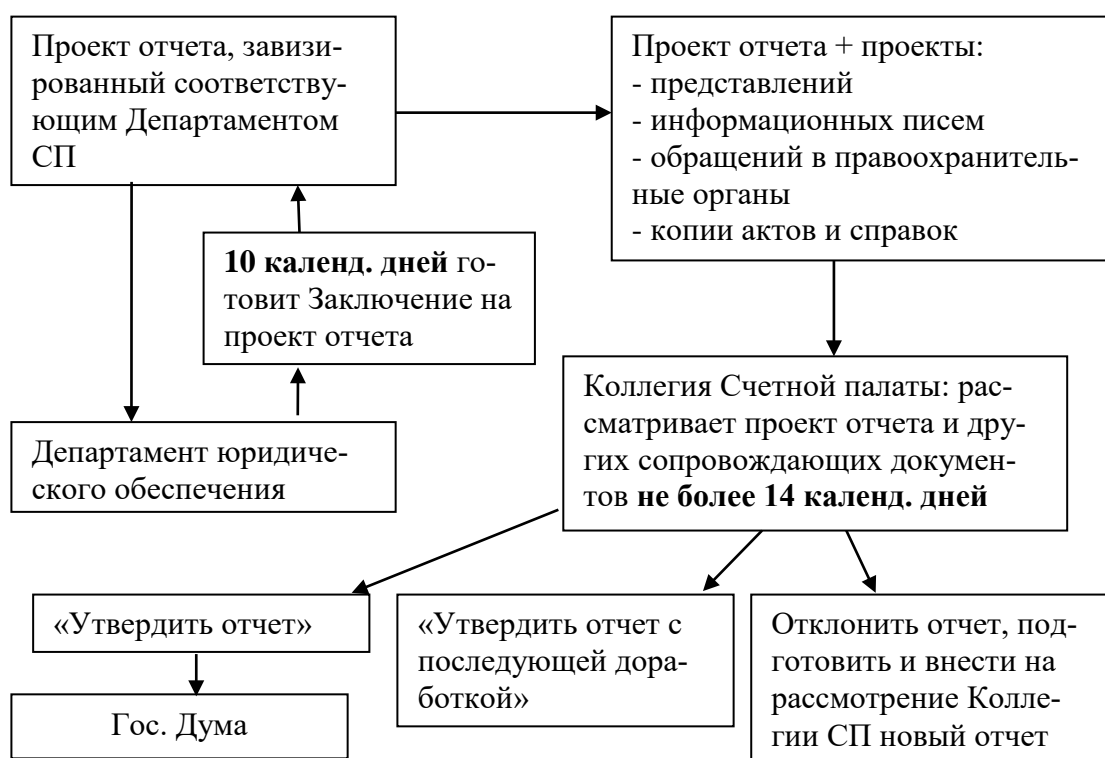 Проект отчета, завизи-
рованный соответству-
ющим Департаментом
СП
Проект отчета + проекты:
- представлений
- информационных писем
- обращений в правоохранитель-
ные органы
- копии актов и справок
10 календ. дней го-
товит Заключение на
проект отчета
Департамент юридиче-
ского обеспечения
Коллегия Счетной палаты: рас-
сматривает проект отчета и дру-
гих сопровождающих докумен-
тов не более 14 календ. дней
«Утвердить отчет»
Гос. Дума
«Утвердить отчет с
последующей дора-
боткой»
Отклонить отчет, под-
готовить и внести на
рассмотрение Колле-
гии СП новый отчет